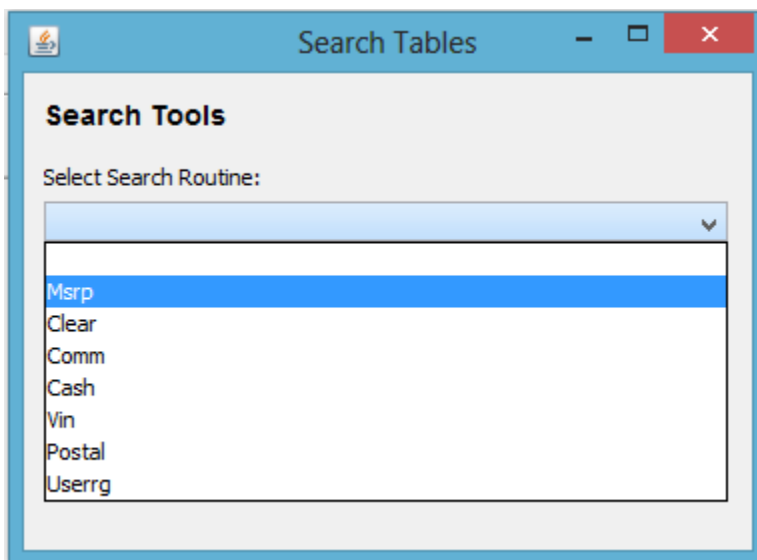 Search Tables
Search Tools
Select Search Routine:
Msrp
Clear
Comm
Cash
Vin
Postal
Userrg